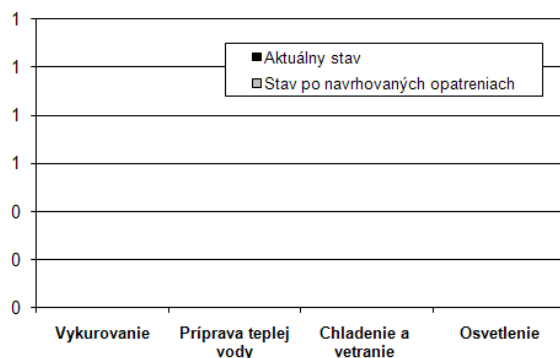 1
1
1
1
0
0
0
Aktuálny stav
Stav po navrhovaných opatreniach
Vykurovanie
Príprava teplej
vody
Chladenie a
vetranie
Osvetlenie